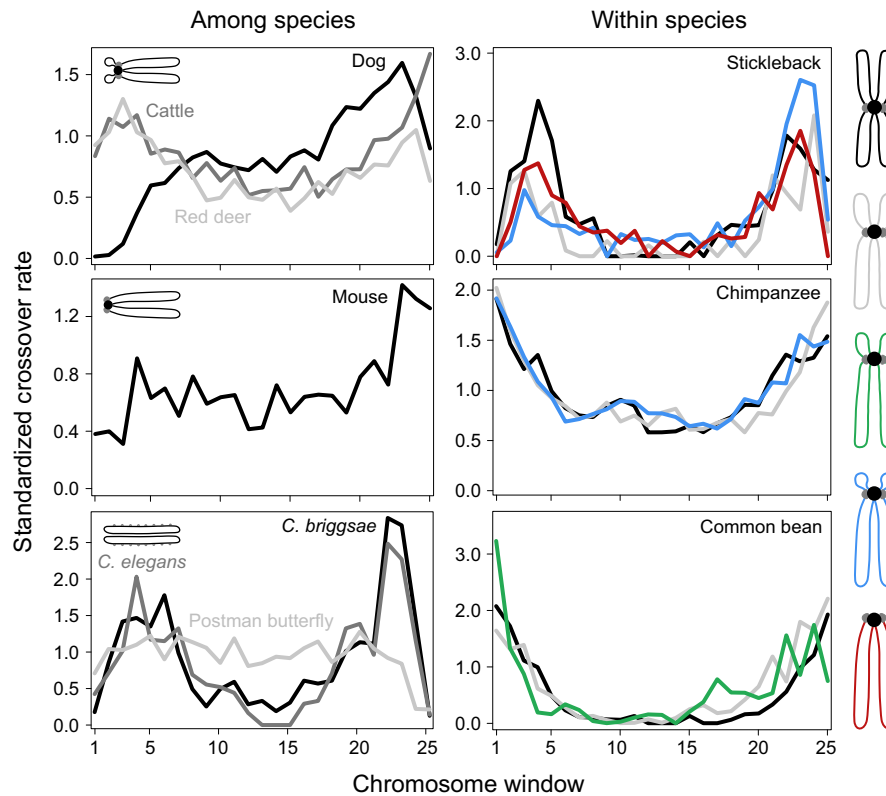 Among species
Within species
Standardized crossover rate
Dog
Cattle
Red deer
1.5
1.0
0.5
0.0
Stickleback
3.0
2.0
1.0
0.0
Mouse
1.2
0.8
0.4
0.0
Chimpanzee
2.0
1.5
1.0
0.5
0.0
C. briggsae
C. elegans
Postman butterfly
2.5
2.0
1.5
1.0
0.5
0.0
1 5 10 15 20 25
Common bean
3.0
2.0
1.0
0.0
1 5 10 15 20 25
Chromosome window